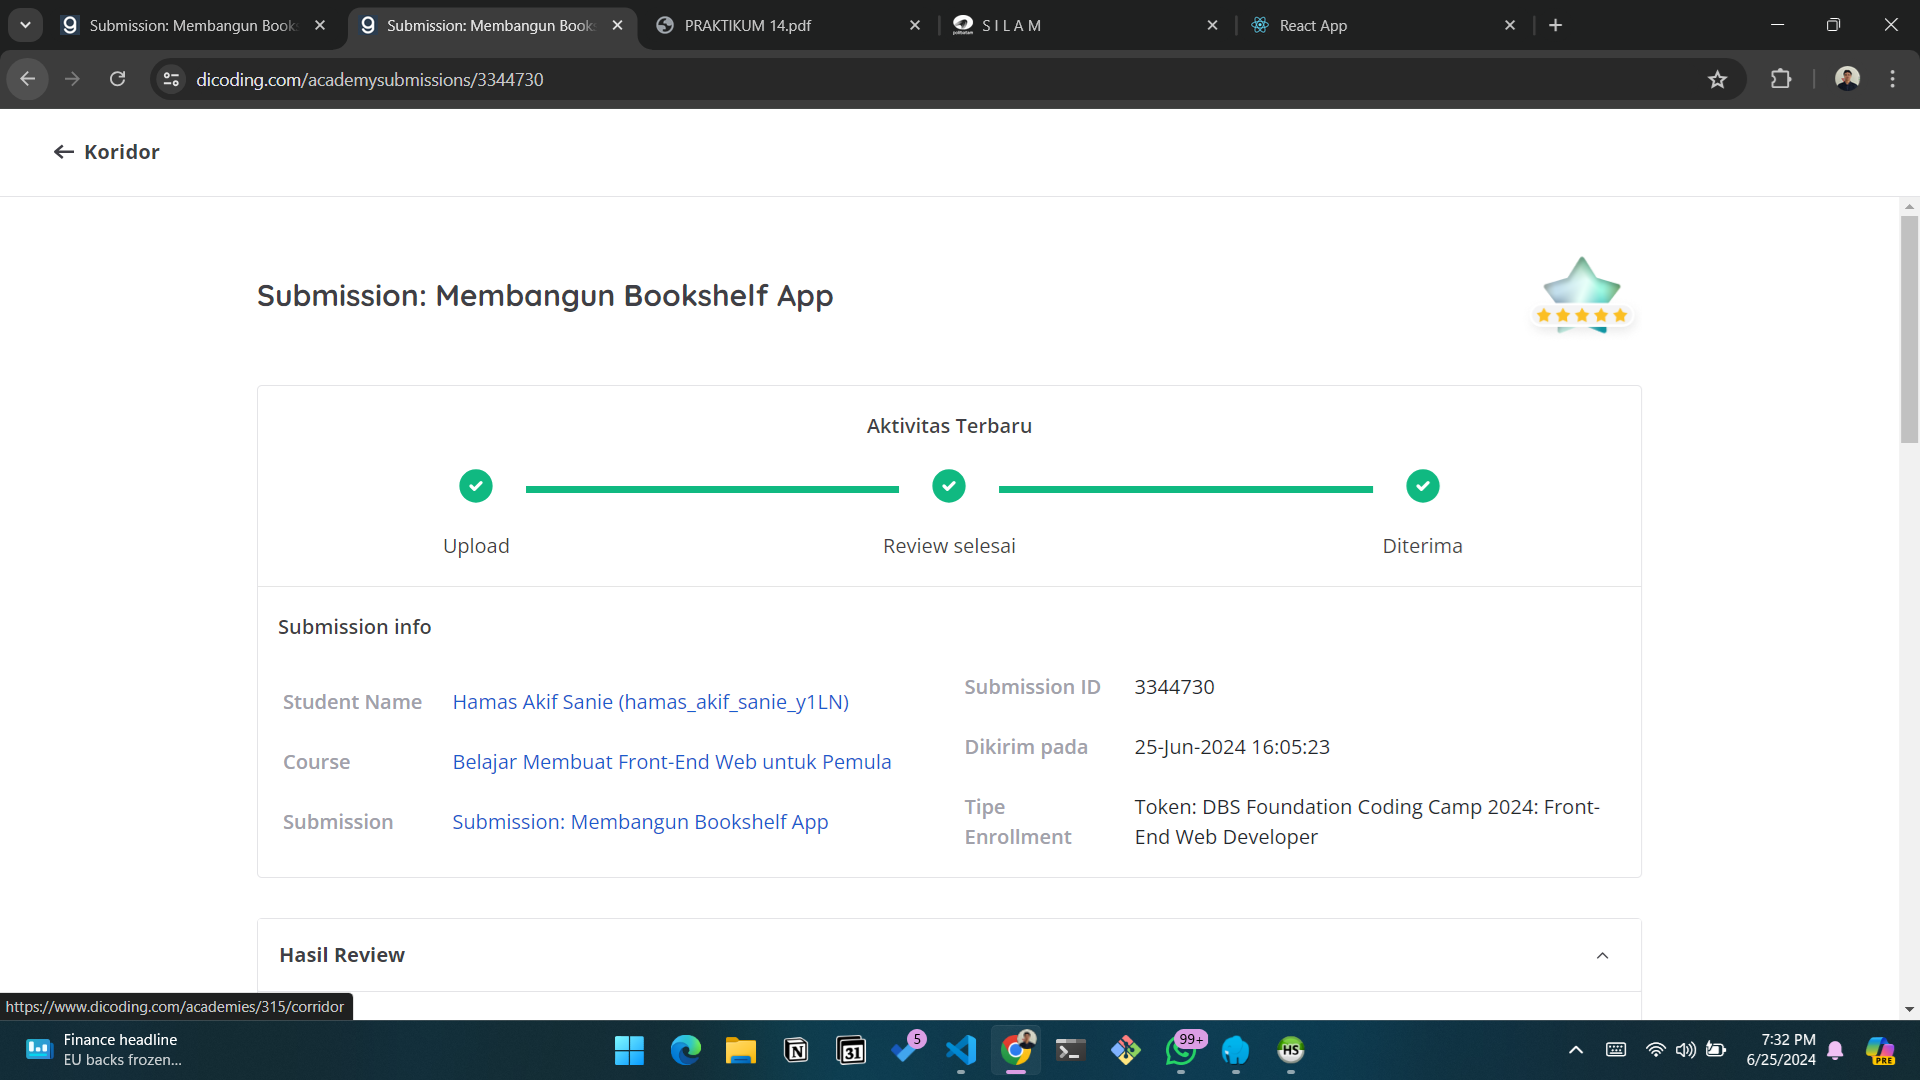 Submission: Membangun Books
Submission: Membangun Book
PRAKTIKUM 14.pdf
S I L A M
React App
dicoding.com/academysubmissions/3344730
Koridor
Submission: Membangun Bookshelf App
Aktivitas Terbaru
Upload
Review selesai
Diterima
Submission info
Student Name
Hamas Akif Sanie (hamas_akif_sanie_y1LN)
Course
Belajar Membuat Front-End Web untuk Pemula
Submission
Submission: Membangun Bookshelf App
Submission ID
3344730
Dikirim pada
25-Jun-2024 16:05:23
Tipe
Enrollment
Token: DBS Foundation Coding Camp 2024: Front-
End Web Developer
Hasil Review
https://www.dicoding.com/academies/315/corridor
Finance headline
EU backs frozen...
31
5
99+
HS
7:32 PM
6/25/2024
PRE